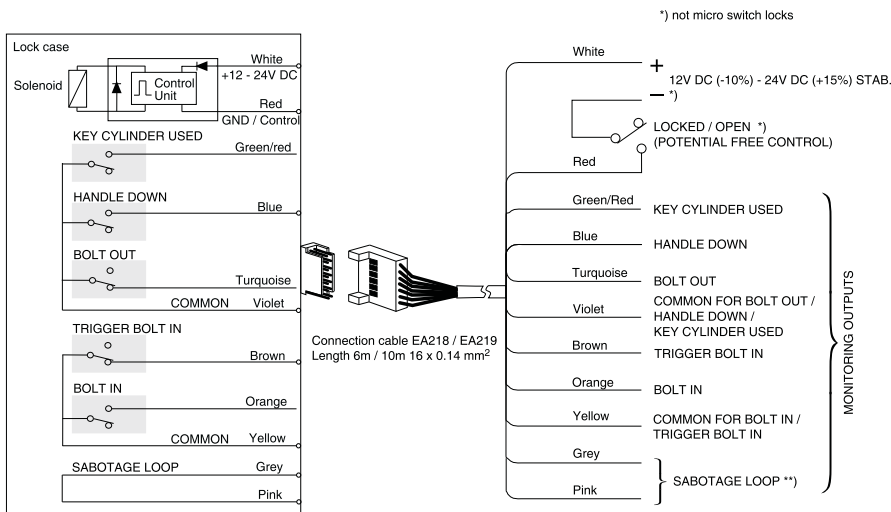 *) not micro switch locks
Lock case
Solenoid
Control
Unit
White
+12 - 24V DC
Red
GND / Control
KEY CYLINDER USED
Green/red
HANDLE DOWN
Blue
BOLT OUT
Turquoise
COMMON Violet
TRIGGER BOLT IN
Brown
BOLT IN
Orange
COMMON Yellow
SABOTAGE LOOP Grey
Pink
Connection cable EA218 / EA219
Length 6m / 10m 16 x 0.14 mm²
White
+
12V DC (-10%) - 24V DC (+15%) STAB.
− *)
LOCKED / OPEN *)
(POTENTIAL FREE CONTROL)
Red
Green/Red
KEY CYLINDER USED
Blue
HANDLE DOWN
Turquoise
BOLT OUT
Violet
COMMON FOR BOLT OUT /
HANDLE DOWN /
KEY CYLINDER USED
Brown
TRIGGER BOLT IN
Orange
BOLT IN
Yellow
COMMON FOR BOLT IN /
TRIGGER BOLT IN
Grey
SABOTAGE LOOP **)
Pink
MONITORING OUTPUTS